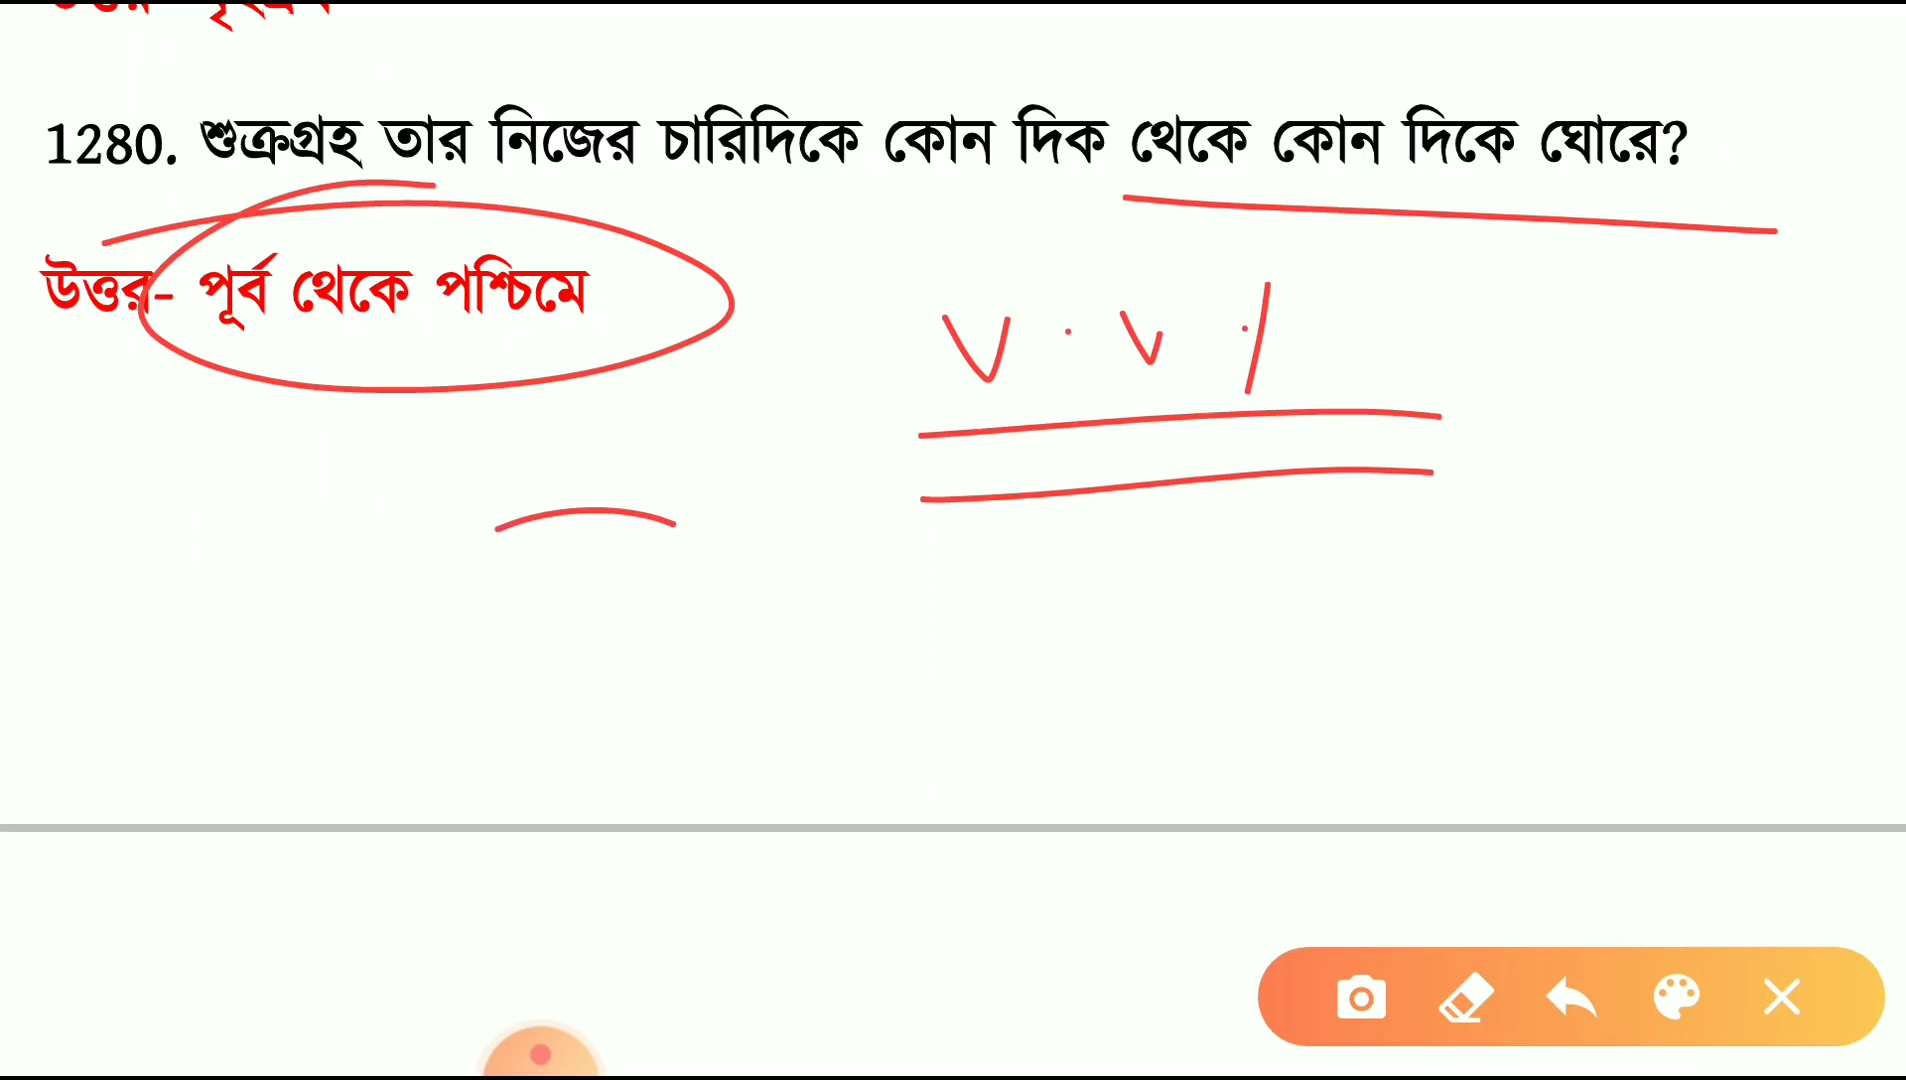 1280. শুক্রগ্রহ তার নিজের চারিদিকে কোন দিক থেকে কোন দিকে ঘোরে?
উত্তর- পূর্ব থেকে পশ্চিমে
V . V . /